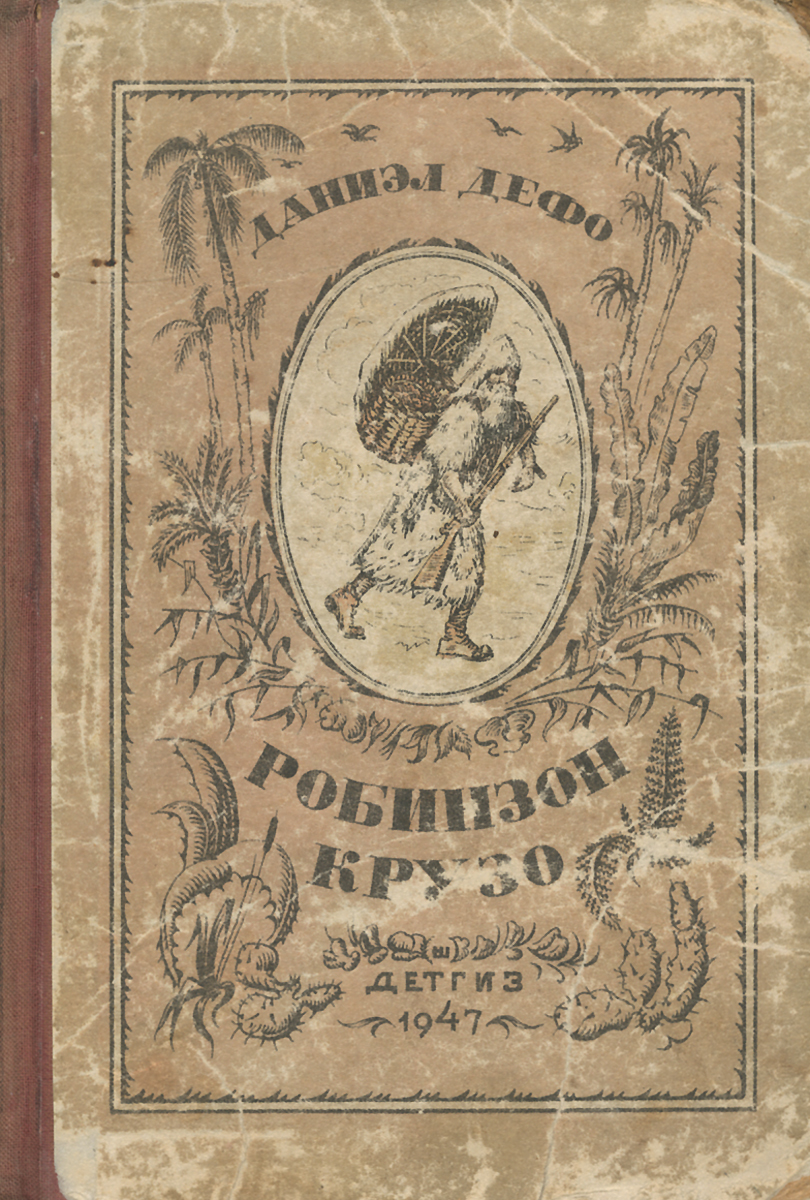 ДАНИЭЛ ДЕФО
РОБИНЗОН
КРУЗО
Ш
ДЕТГИЗ
1947